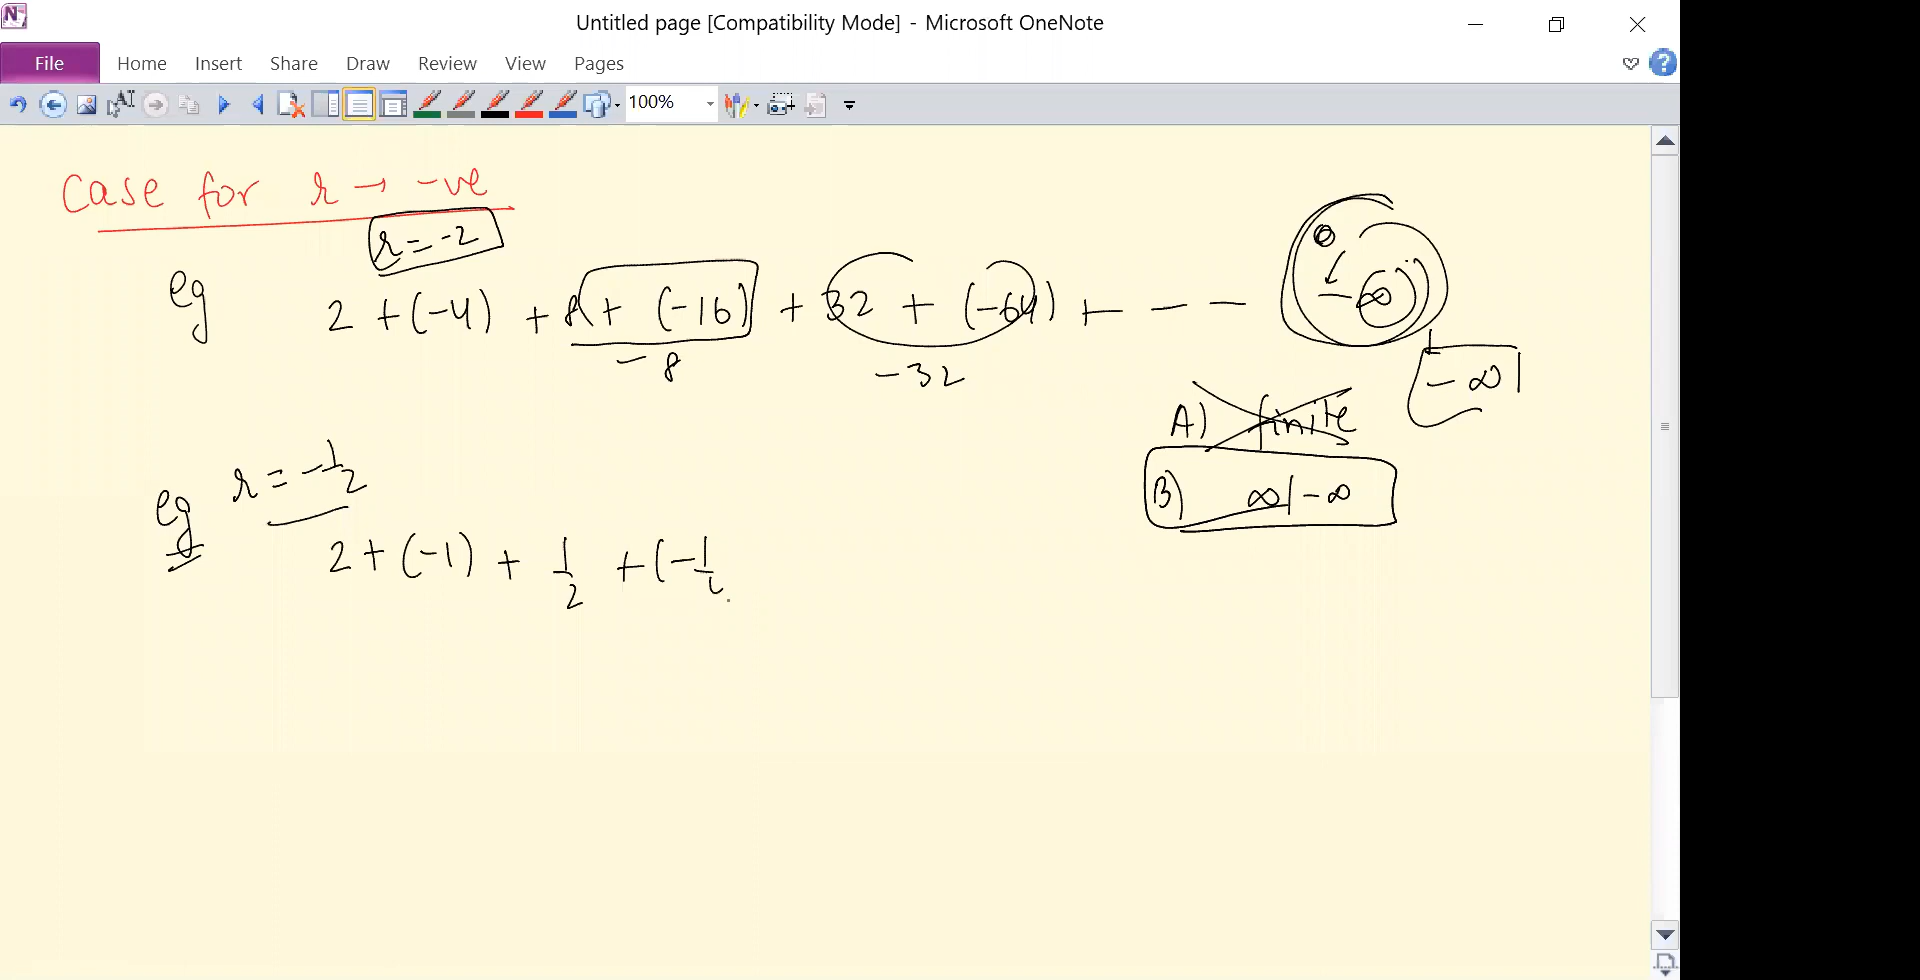 Untitled page [Compatibility Mode] - Microsoft OneNote
File Home Insert Share Draw Review View Pages
100%
Case for r → -ve
r = -2
eg 2 + (-4) + 8 + (-16) + 32 + (-64) + - - -∞
-8 -32
-∞
A) finite
B) ∞/-∞
eg r = -1/2
2 + (-1) + 1/2 + (-1/